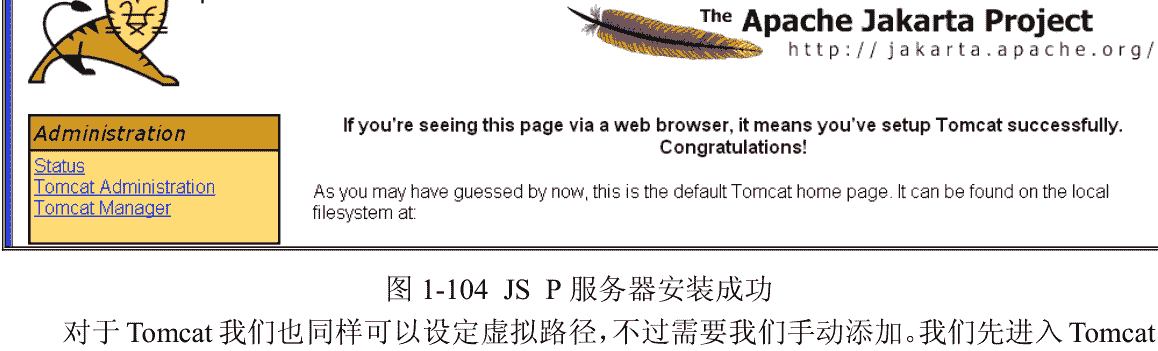 The Apache Jakarta Project
http://jakarta.apache.org/
Administration
Status
Tomcat Administration
Tomcat Manager
If you're seeing this page via a web browser, it means you've setup Tomcat successfully.
Congratulations!
As you may have guessed by now, this is the default Tomcat home page. It can be found on the local
filesystem at:
图 1-104 JS P 服务器安装成功
对于 Tomcat 我们也同样可以设定虚拟路径，不过需要我们手动添加。我们先进入 Tomcat